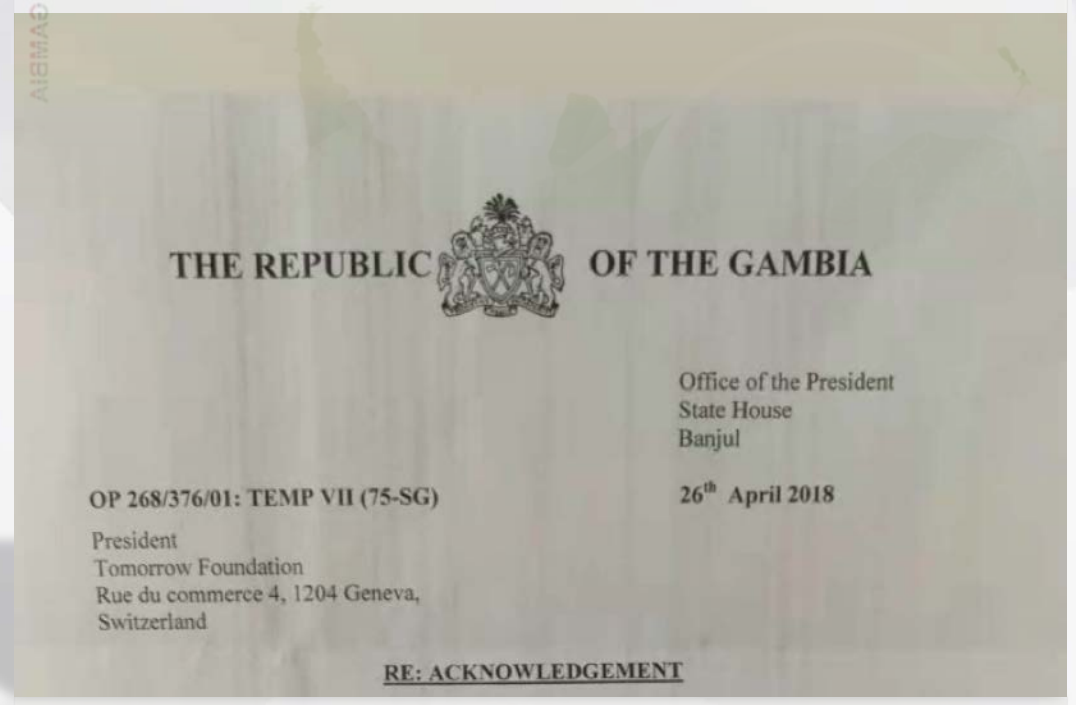 GAMBIA
THE REPUBLIC OF THE GAMBIA
Office of the President
State House
Banjul
OP 268/376/01: TEMP VII (75-SG)
26th April 2018
President
Tomorrow Foundation
Rue du commerce 4, 1204 Geneva,
Switzerland
RE: ACKNOWLEDGEMENT